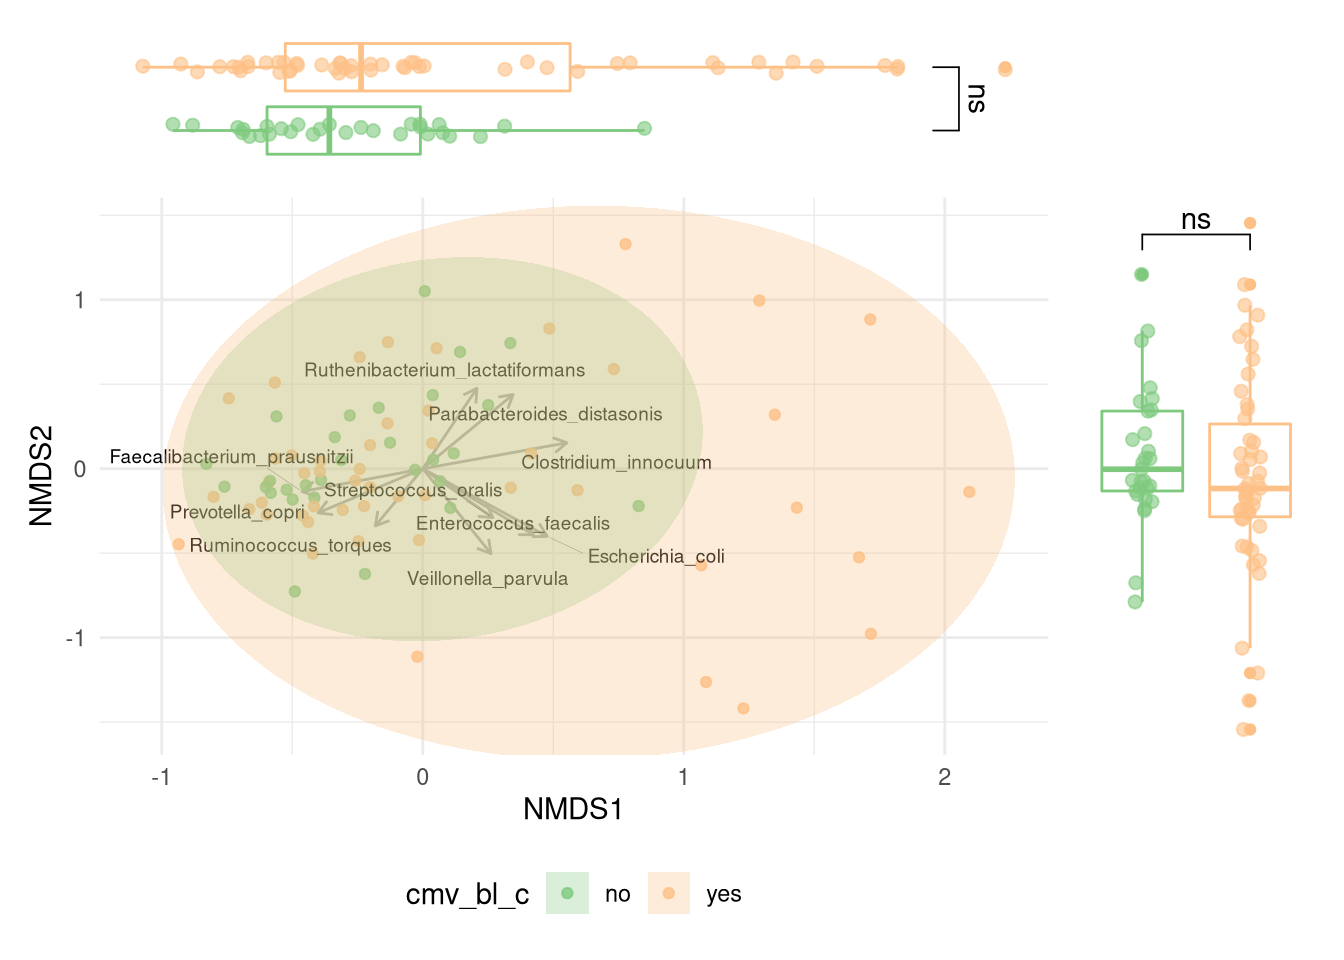 ns
ns
1
0
-1
NMDS2
Ruthenibacterium_lactatiformans
Parabacteroides_distasonis
Faecalibacterium_prausnitzii
Clostridium_innocuum
Streptococcus_oralis
Prevotella_copri
Enterococcus_faecalis
Ruminococcus_torques
Escherichia_coli
Veillonella_parvula
-1 0 1 2
NMDS1
cmv_bl_c no yes